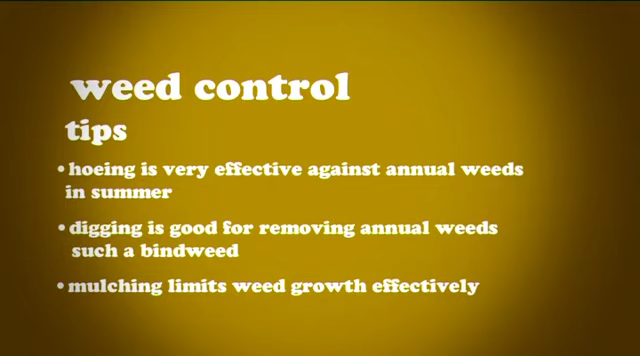 weed control
tips
•hoeing is very effective against annual weeds
in summer
•digging is good for removing annual weeds
such a bindweed
•mulching limits weed growth effectively